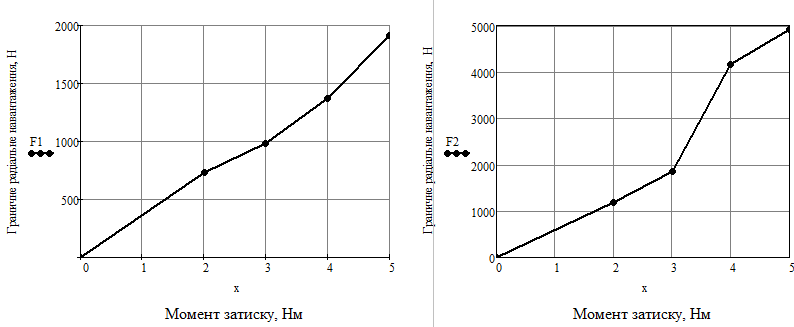 Граничне радіальне навантаження, Н
F1
2000
1500
1000
500
0 1 2 3 4 5
x
Момент затиску, Нм
Граничне радіальне навантаження, Н
F2
5000
4000
3000
2000
1000
0
0 1 2 3 4 5
x
Момент затиску, Нм